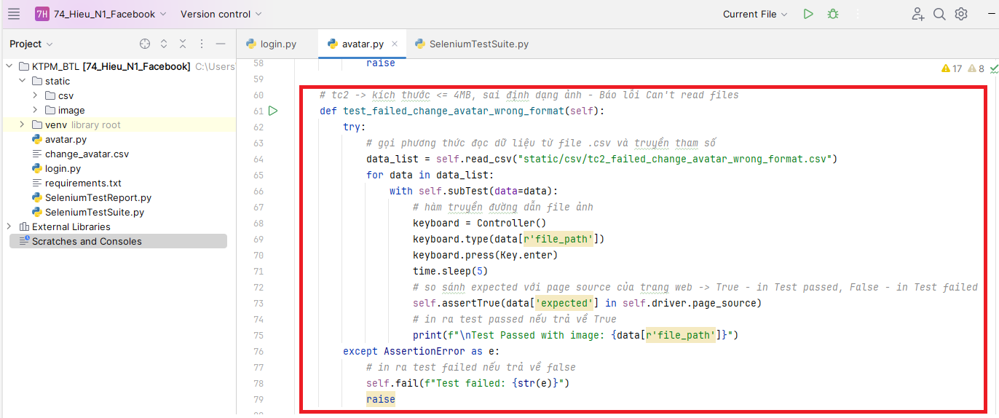 7H 74_Hieu_N1_Facebook Version control Current File
Project
login.py avatar.py SeleniumTestSuite.py
KTPM_BTL [74_Hieu_N1_Facebook] C:\Users\
static
csv
image
venv library root
avatar.py
change_avatar.csv
login.py
requirements.txt
SeleniumTestReport.py
SeleniumTestSuite.py
External Libraries
Scratches and Consoles
17 8
58 raise
59
60 # tc2 -> kích thước <= 4MB, sai định dạng ảnh - Báo lỗi Can't read files
61 def test_failed_change_avatar_wrong_format(self):
62 try:
63 # gọi phương thức đọc dữ liệu từ file .csv và truyền tham số
64 data_list = self.read_csv("static/csv/tc2_failed_change_avatar_wrong_format.csv")
65 for data in data_list:
66 with self.subTest(data=data):
67 # hàm truyền đường dẫn file ảnh
68 keyboard = Controller()
69 keyboard.type(data[r'file_path'])
70 keyboard.press(Key.enter)
71 time.sleep(5)
72 # so sánh expected với page source của trang web -> True - in Test passed, False - in Test failed
73 self.assertTrue(data['expected'] in self.driver.page_source)
74 # in ra test passed nếu trả về True
75 print(f"\nTest Passed with image: {data[r'file_path']}")
76 except AssertionError as e:
77 # in ra test failed nếu trả về false
78 self.fail(f"Test failed: {str(e)}")
79 raise